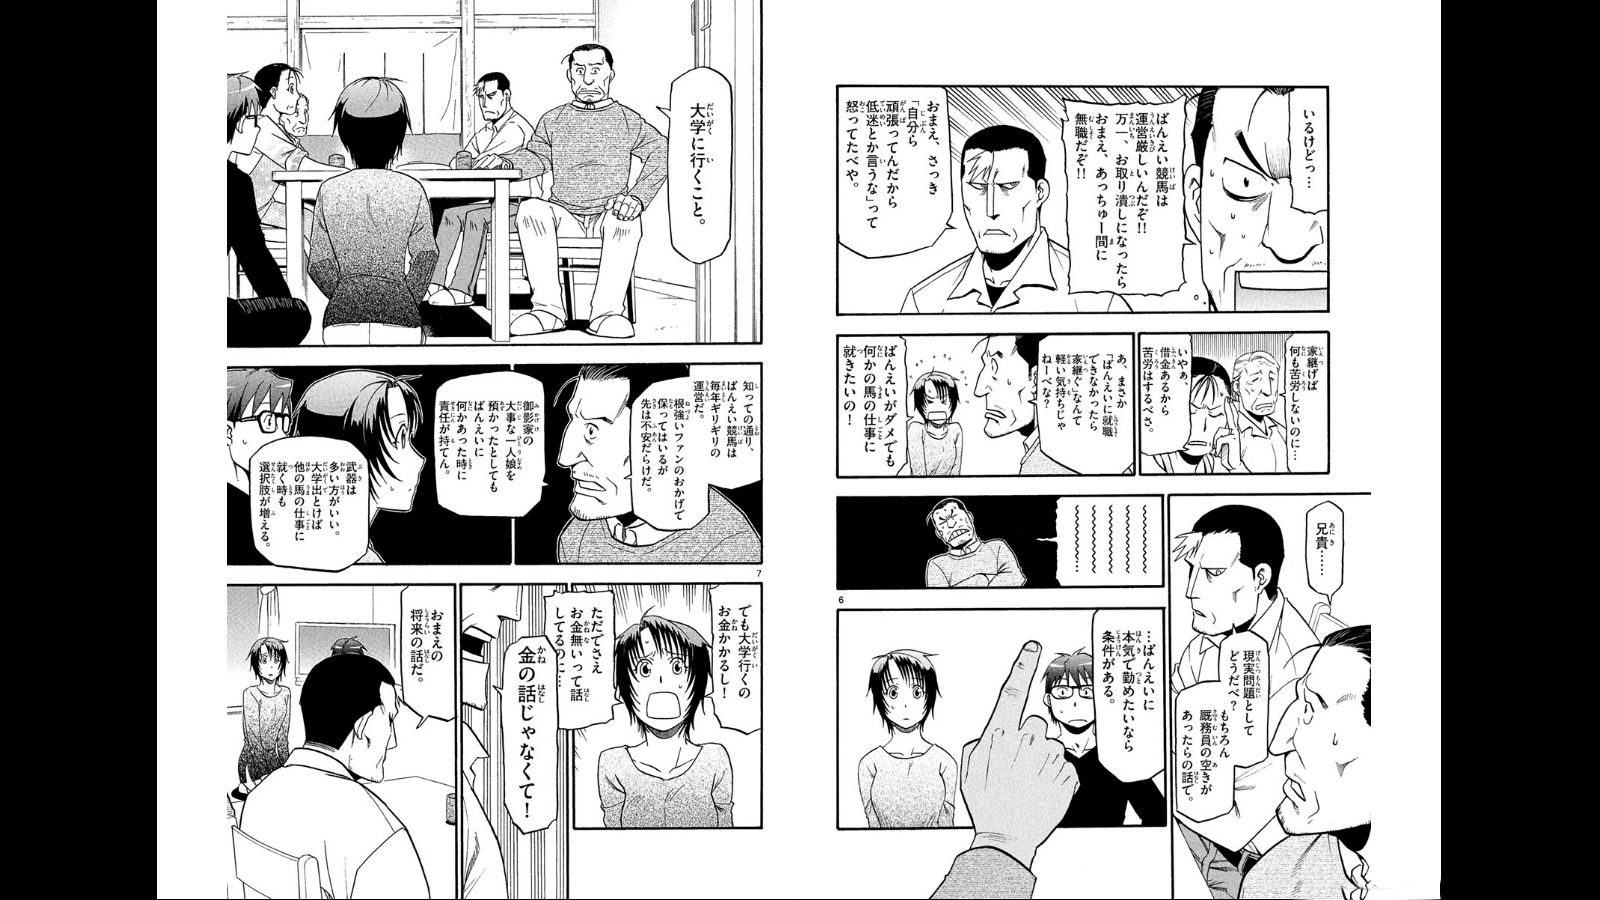 いるけどっ…
ばんえい競馬は
運営厳しいんだぞ!!
万一、お取り潰しになったら
おまえ、あっちゅー間に
無職だぞ!!
おまえ、さっき
「自分ら
頑張ってんだから
低迷とか言うな」って
怒ってたべや。
家継げば
何も苦労しないのに…
いやぁ、
借金あるから
苦労はするべさ。
あ、まさか
「ばんえいに就職
できなかったら
家継ぐ」なんて
軽い気持ちじゃ
ねーべな?
ばんえいがダメでも
何かの馬の仕事に
就きたいの!
兄貴……
現実問題として
どうだべ?
もちろん
厩務員の空きが
あったらの話で。
……
6
…ばんえいに
本気で勤めたいなら
条件がある。
大学に行くこと。
知っての通り、
ばんえい競馬は
毎年ギリギリの
運営だ。
根強いファンのおかげで
保ってはいるが
先は不安だらけだ。
御影家の
大事な一人娘を
預かったとしても
ばんえいに
何かあった時に
責任が持てん。
武器は
多い方がいい。
大学出とけば
他の馬の仕事に
就く時も
選択肢が増える。
7
でも大学行くの
お金かかるし!
ただでさえ
お金無いって話
してるのに…
金の話じゃなくて!
おまえの
将来の話だ。